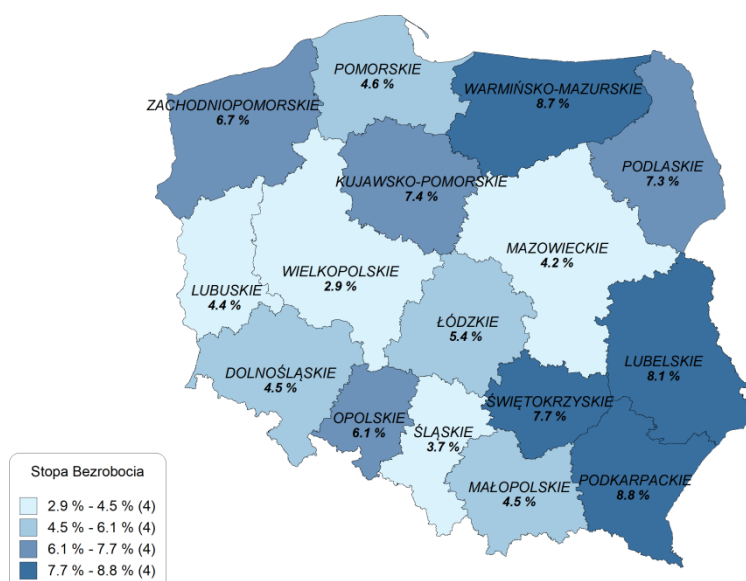 POMORSKIE
4.6 %
WARMIŃSKO-MAZURSKIE
8.7 %
ZACHODNIOPOMORSKIE
6.7 %
PODLASKIE
7.3 %
KUJAWSKO-POMORSKIE
7.4 %
MAZOWIECKIE
4.2 %
WIELKOPOLSKIE
2.9 %
LUBUSKIE
4.4 %
ŁÓDZKIE
5.4 %
LUBELSKIE
8.1 %
DOLNOŚLĄSKIE
4.5 %
ŚWIĘTOKRZYSKIE
7.7 %
OPOLSKIE
6.1 %
ŚLĄSKIE
3.7 %
MAŁOPOLSKIE
4.5 %
PODKARPACKIE
8.8 %
Stopa Bezrobocia
2.9 % - 4.5 % (4)
4.5 % - 6.1 % (4)
6.1 % - 7.7 % (4)
7.7 % - 8.8 % (4)